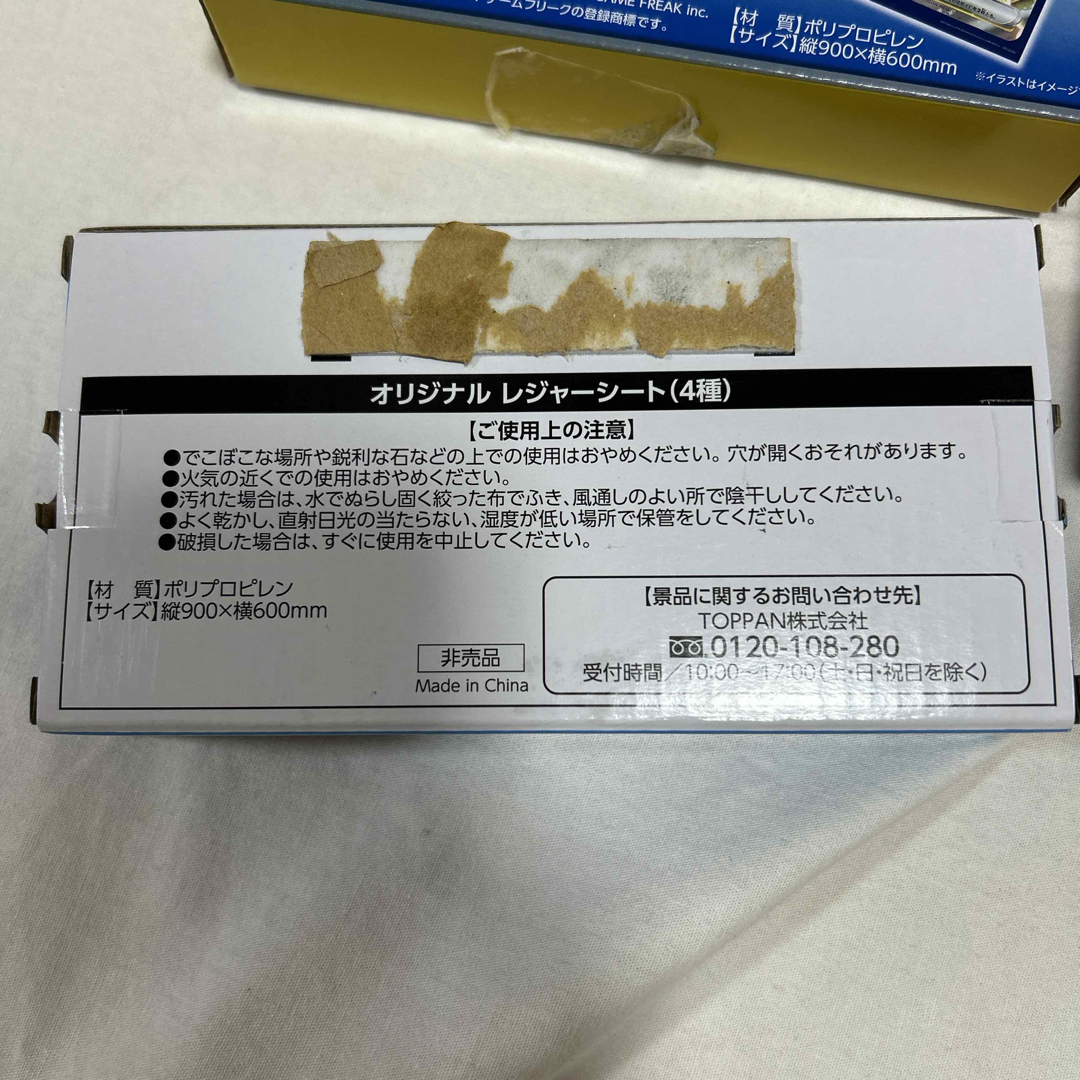 GAME FREAK inc.
ームフリークの登録商標です。
【材　質】ポリプロピレン
【サイズ】縦900×横600mm
※イラストはイメージ
オリジナル レジャーシート（4種）
【ご使用上の注意】
●でこぼこな場所や鋭利な石などの上での使用はおやめください。穴が開くおそれがあります。
●火気の近くでの使用はおやめください。
●汚れた場合は、水でぬらし固く絞った布でふき、風通しのよい所で陰干ししてください。
●よく乾かし、直射日光の当たらない、湿度が低い場所で保管をしてください。
●破損した場合は、すぐに使用を中止してください。
【材　質】ポリプロピレン
【サイズ】縦900×横600mm
非売品
Made in China
【景品に関するお問い合わせ先】
TOPPAN株式会社
0120-108-280
受付時間／10:00〜17:00（土・日・祝日を除く）